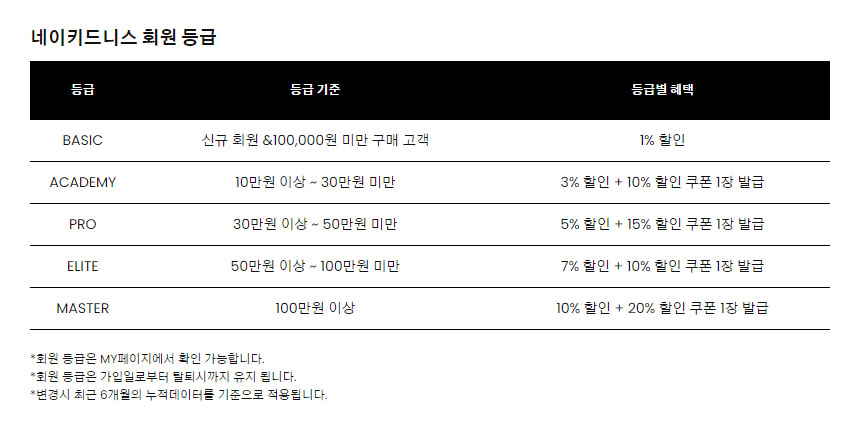 네이키드니스 회원 등급
등급 등급 기준 등급별 혜택
BASIC 신규 회원 &100,000원 미만 구매 고객 1% 할인
ACADEMY 10만원 이상 ~ 30만원 미만 3% 할인 + 10% 할인 쿠폰 1장 발급
PRO 30만원 이상 ~ 50만원 미만 5% 할인 + 15% 할인 쿠폰 1장 발급
ELITE 50만원 이상 ~ 100만원 미만 7% 할인 + 10% 할인 쿠폰 1장 발급
MASTER 100만원 이상 10% 할인 + 20% 할인 쿠폰 1장 발급
*회원 등급은 MY페이지에서 확인 가능합니다.
*회원 등급은 가입일로부터 탈퇴시까지 유지 됩니다.
*변경시 최근 6개월의 누적데이터를 기준으로 적용됩니다.